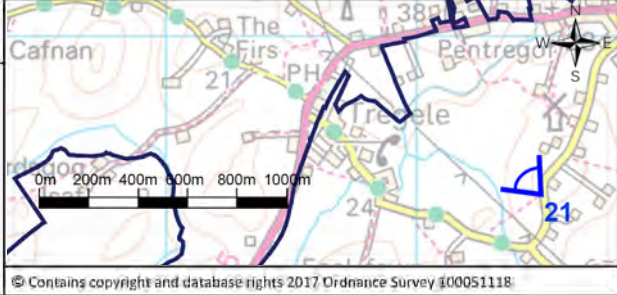 The
Firs
38
N
W E
S
Cafnan
Pentregof
21
PH
Tregele
0m 200m 400m 600m 800m 1000m
24
21
© Contains copyright and database rights 2017 Ordnance Survey 100051118